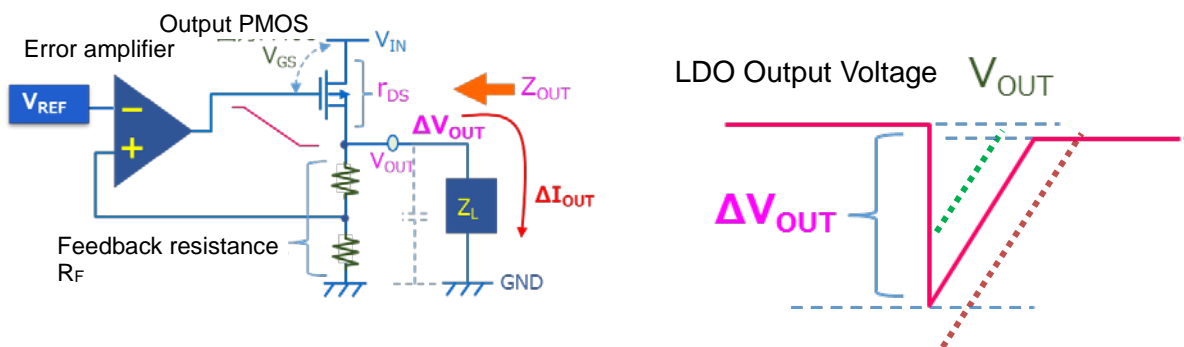 Output PMOS
Error amplifier
VGS
VIN
VREF
−
+
rDS
ZOUT
ΔVOUT
VOUT
ZL
ΔIOUT
Feedback resistance
RF
GND
LDO Output Voltage
VOUT
ΔVOUT